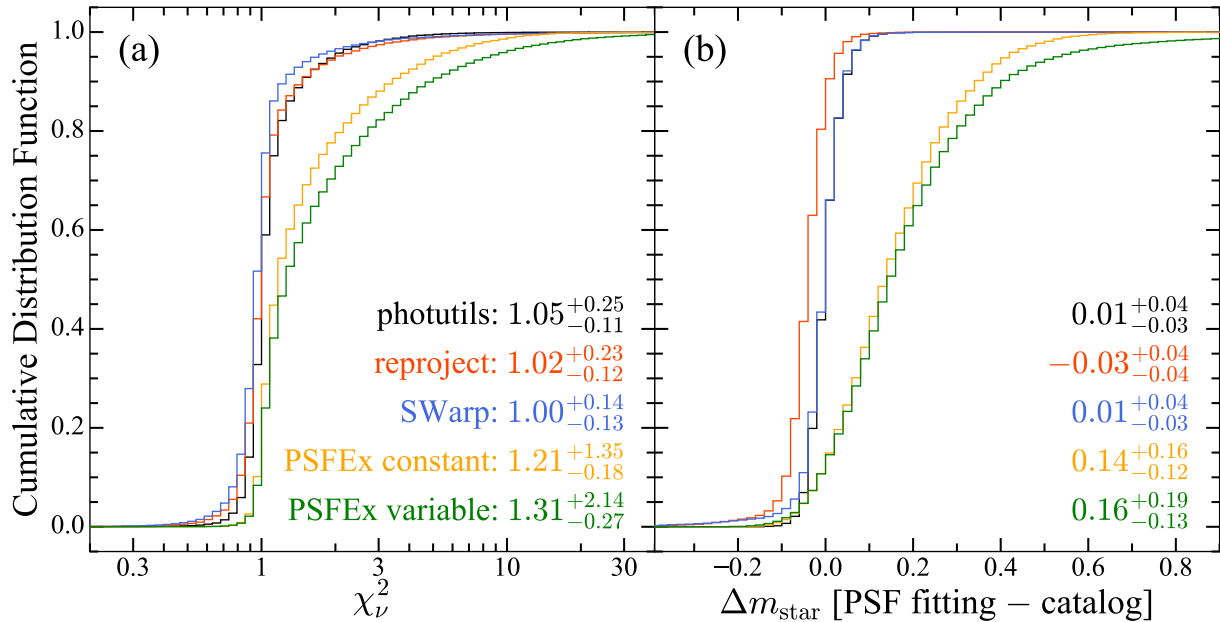 Cumulative Distribution Function
1.0
0.8
0.6
0.4
0.2
0.0
(a)
photutils: 1.05 +0.25 −0.11
reproject: 1.02 +0.23 −0.12
SWarp: 1.00 +0.14 −0.13
PSFEx constant: 1.21 +1.35 −0.18
PSFEx variable: 1.31 +2.14 −0.27
0.3 1 3 10 30
χ²ᵥ
(b)
0.01 +0.04 −0.03
−0.03 +0.04 −0.04
0.01 +0.04 −0.03
0.14 +0.16 −0.12
0.16 +0.19 −0.13
−0.2 0.0 0.2 0.4 0.6 0.8
Δm_star [PSF fitting − catalog]